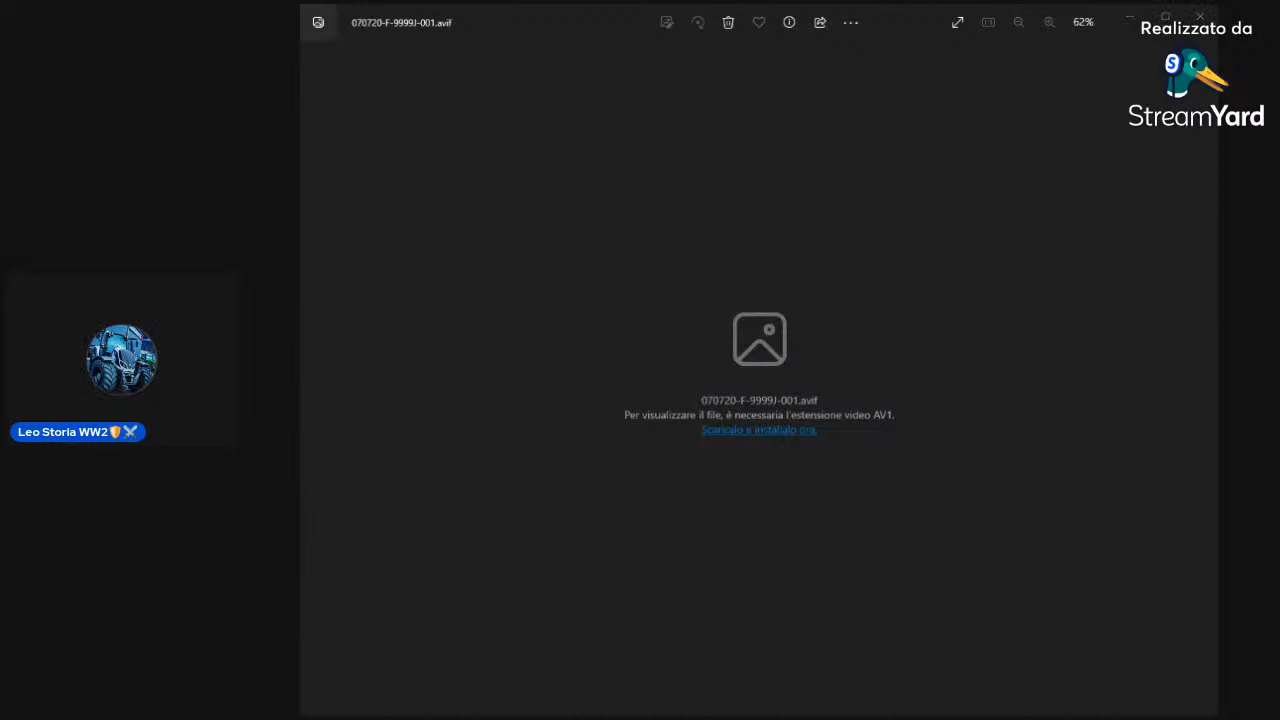 070720-F-9999J-001.avif
62%
Realizzato da
S
StreamYard
070720-F-9999J-001.avif
Per visualizzare il file, è necessaria l'estensione video AV1.
Scaricalo e installalo ora.
Leo Storia WW2🛡️⚔️